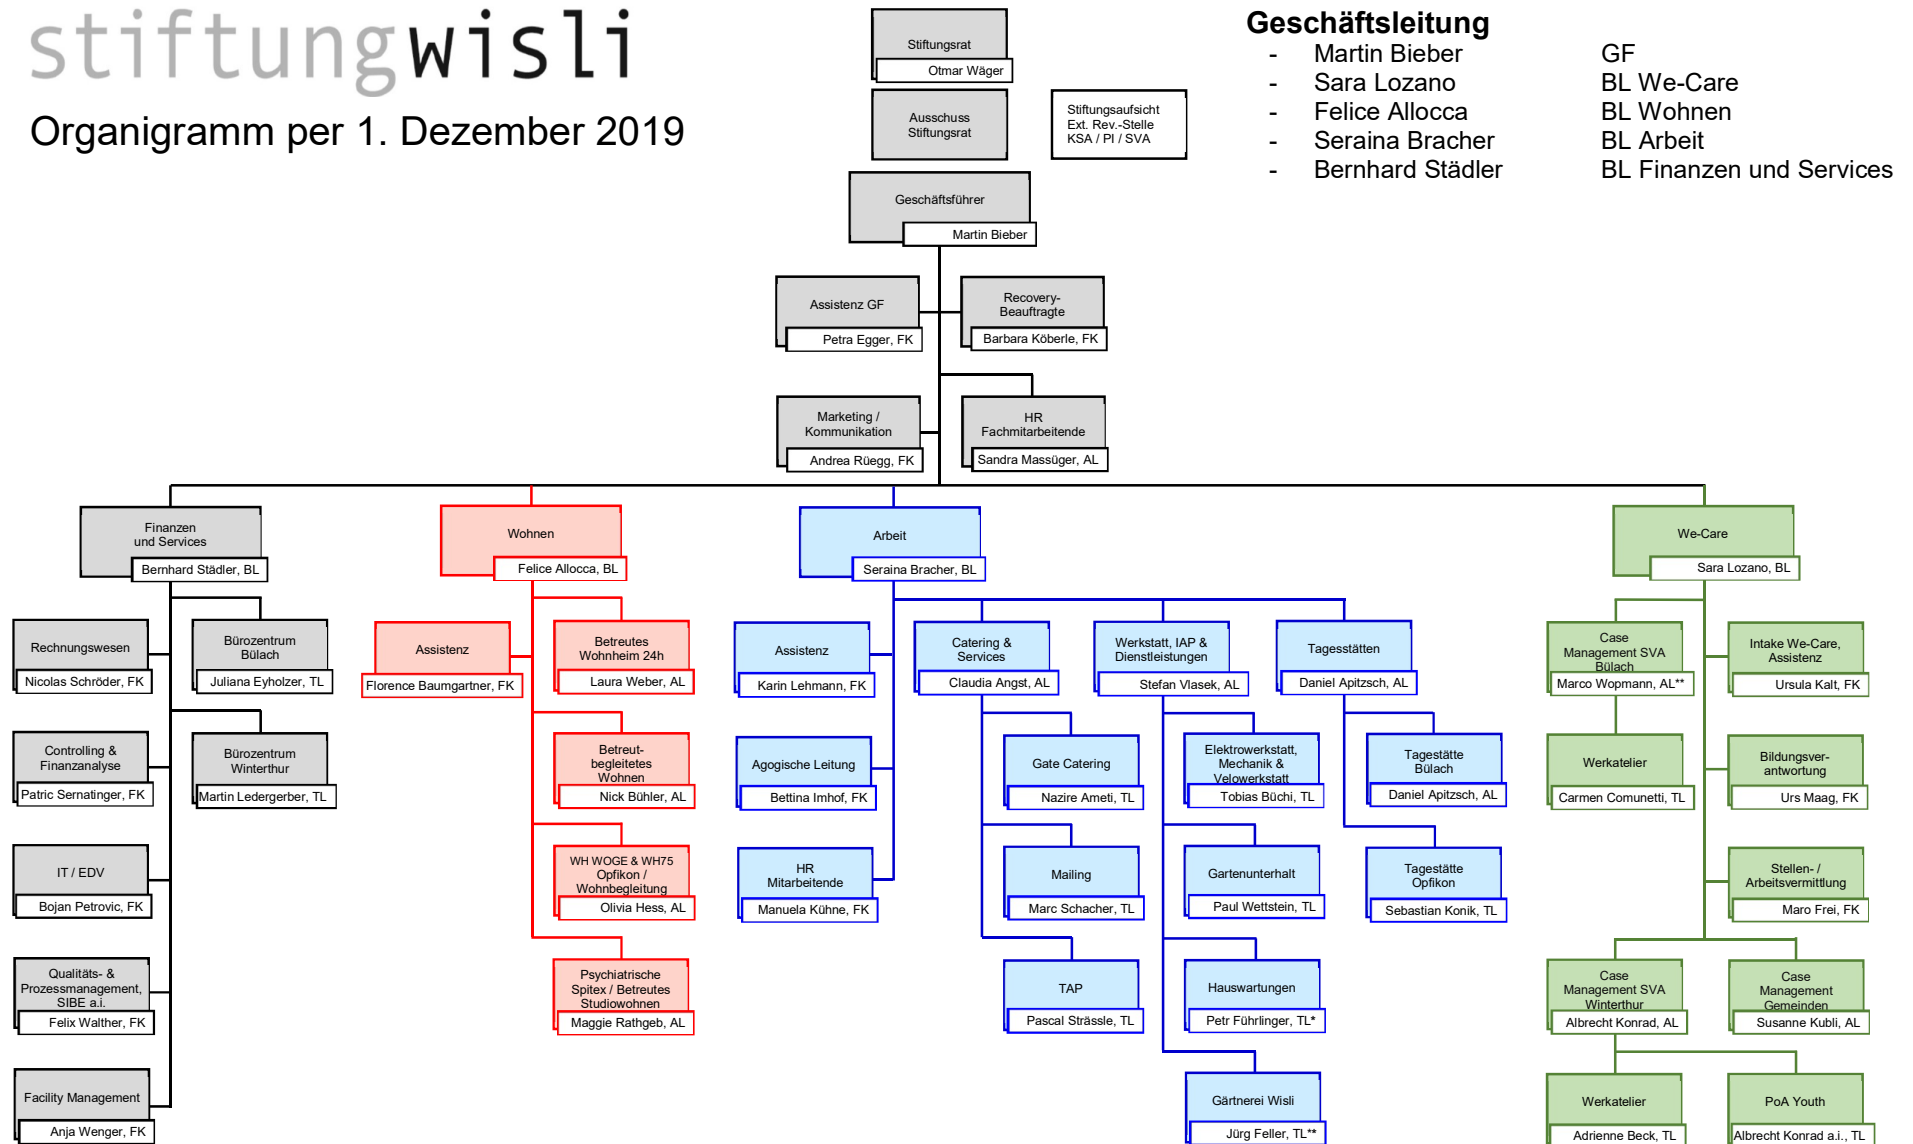 stiftungwisli
Organigramm per 1. Dezember 2019
Stiftungsrat
Otmar Wäger
Ausschuss
Stiftungsrat
Stiftungsaufsicht
Ext. Rev.-Stelle
KSA / PI / SVA
Geschäftsleitung
- Martin Bieber GF
- Sara Lozano BL We-Care
- Felice Allocca BL Wohnen
- Seraina Bracher BL Arbeit
- Bernhard Städler BL Finanzen und Services
Geschäftsführer
Martin Bieber
Assistenz GF
Petra Egger, FK
Recovery-
Beauftragte
Barbara Köberle, FK
Marketing /
Kommunikation
Andrea Rüegg, FK
HR
Fachmitarbeitende
Sandra Massüger, AL
Finanzen
und Services
Bernhard Städler, BL
Rechnungswesen
Nicolas Schröder, FK
Bürozentrum
Bülach
Juliana Eyholzer, TL
Controlling &
Finanzanalyse
Patric Sernatinger, FK
Bürozentrum
Winterthur
Martin Ledergerber, TL
IT / EDV
Bojan Petrovic, FK
Qualitäts- &
Prozessmanagement,
SIBE a.i.
Felix Walther, FK
Facility Management
Anja Wenger, FK
Wohnen
Felice Allocca, BL
Assistenz
Florence Baumgartner, FK
Betreutes
Wohnheim 24h
Laura Weber, AL
Betreut-
begleitetes
Wohnen
Nick Bühler, AL
WH WOGE & WH75
Opfikon /
Wohnbegleitung
Olivia Hess, AL
Psychiatrische
Spitex / Betreutes
Studiowohnen
Maggie Rathgeb, AL
Arbeit
Seraina Bracher, BL
Assistenz
Karin Lehmann, FK
Agogische Leitung
Bettina Imhof, FK
HR
Mitarbeitende
Manuela Kühne, FK
Catering &
Services
Claudia Angst, AL
Gate Catering
Nazire Ameti, TL
Mailing
Marc Schacher, TL
TAP
Pascal Strässle, TL
Werkstatt, IAP &
Dienstleistungen
Stefan Vlasek, AL
Elektrowerkstatt,
Mechanik &
Velowerkstatt
Tobias Büchi, TL
Gartenunterhalt
Paul Wettstein, TL
Hauswartungen
Petr Führlinger, TL*
Gärtnerei Wisli
Jürg Feller, TL**
Tagesstätten
Daniel Apitzsch, AL
Tagestätte
Bülach
Daniel Apitzsch, AL
Tagestätte
Opfikon
Sebastian Konik, TL
We-Care
Sara Lozano, BL
Case
Management SVA
Bülach
Marco Wopmann, AL**
Intake We-Care,
Assistenz
Ursula Kalt, FK
Werkatelier
Carmen Comunetti, TL
Bildungsver-
antwortung
Urs Maag, FK
Stellen- /
Arbeitsvermittlung
Maro Frei, FK
Case
Management SVA
Winterthur
Albrecht Konrad, AL
Case
Management
Gemeinden
Susanne Kubli, AL
Werkatelier
Adrienne Beck, TL
PoA Youth
Albrecht Konrad a.i., TL